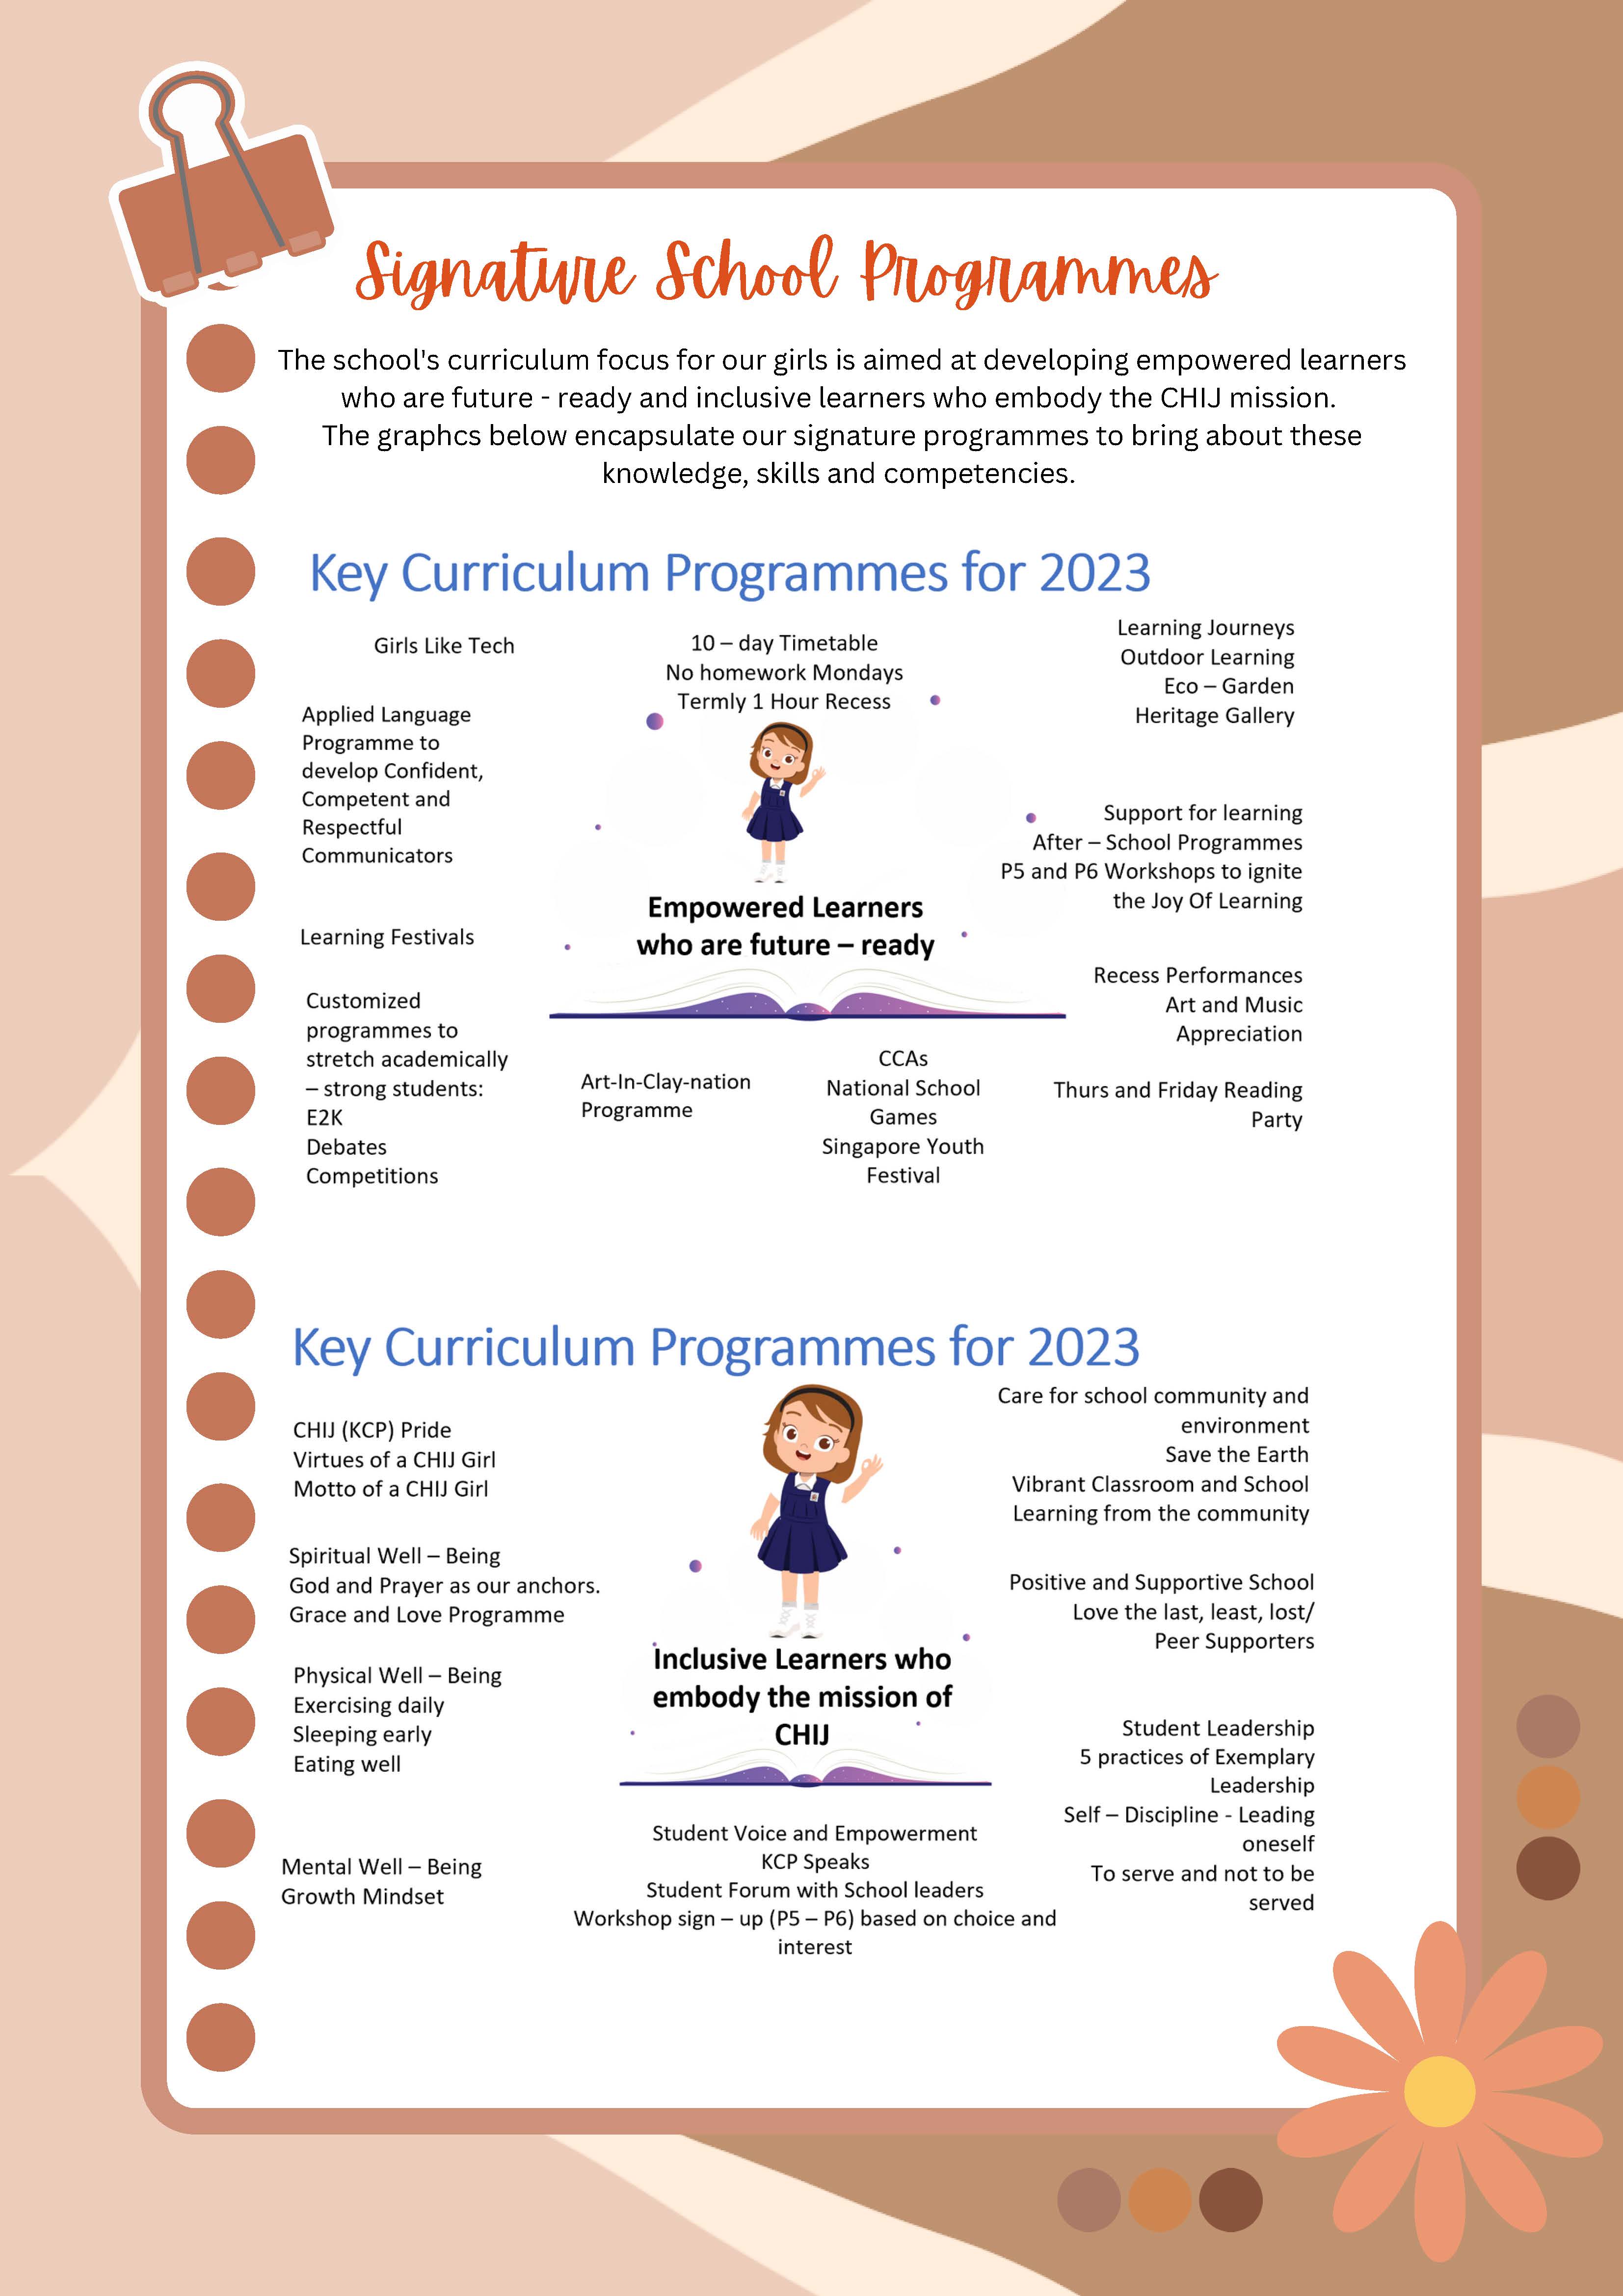 Signature School Programmes
The school's curriculum focus for our girls is aimed at developing empowered learners
who are future - ready and inclusive learners who embody the CHIJ mission.
The graphcs below encapsulate our signature programmes to bring about these
knowledge, skills and competencies.
Key Curriculum Programmes for 2023
Girls Like Tech
Applied Language
Programme to
develop Confident,
Competent and
Respectful
Communicators
Learning Festivals
Customized
programmes to
stretch academically
– strong students:
E2K
Debates
Competitions
10 – day Timetable
No homework Mondays
Termly 1 Hour Recess
Empowered Learners
who are future – ready
Art-In-Clay-nation
Programme
CCAs
National School
Games
Singapore Youth
Festival
Learning Journeys
Outdoor Learning
Eco – Garden
Heritage Gallery
Support for learning
After – School Programmes
P5 and P6 Workshops to ignite
the Joy Of Learning
Recess Performances
Art and Music
Appreciation
Thurs and Friday Reading
Party
Key Curriculum Programmes for 2023
CHIJ (KCP) Pride
Virtues of a CHIJ Girl
Motto of a CHIJ Girl
Spiritual Well – Being
God and Prayer as our anchors.
Grace and Love Programme
Physical Well – Being
Exercising daily
Sleeping early
Eating well
Mental Well – Being
Growth Mindset
Inclusive Learners who
embody the mission of
CHIJ
Student Voice and Empowerment
KCP Speaks
Student Forum with School leaders
Workshop sign – up (P5 – P6) based on choice and
interest
Care for school community and
environment
Save the Earth
Vibrant Classroom and School
Learning from the community
Positive and Supportive School
Love the last, least, lost/
Peer Supporters
Student Leadership
5 practices of Exemplary
Leadership
Self – Discipline - Leading
oneself
To serve and not to be
served